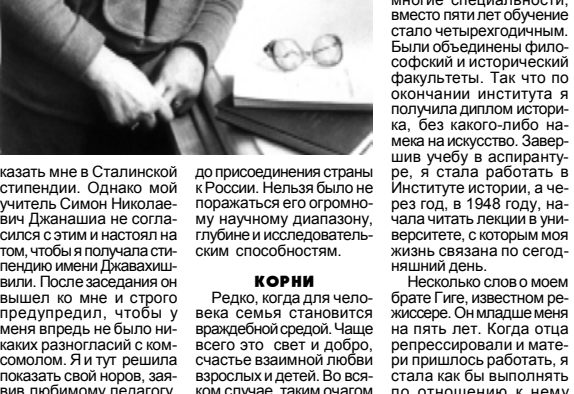 казать мне в Сталинской
стипендии. Однако мой
учитель Симон Николае-
вич Джанашиа не согла-
сился с этим и настоял на
том, чтобы я получала сти-
пендию имени Джавахиш-
вили. После заседания он
вышел ко мне и строго
предупредил, чтобы у
меня впредь не было ни-
каких разногласий с ком-
сомолом. Я и тут решила
показать свой норов, зая-
вив любимому педагогу,
до присоединения страны
к России. Нельзя было не
поражаться его огромно-
му научному диапазону,
глубине и исследователь-
ским способностям.
КОРНИ
Редко, когда для чело-
века семья становится
враждебной средой. Чаще
всего это свет и добро,
счастье взаимной любви
взрослых и детей. Во вся-
ком случае, таким очагом
многие специальности,
вместо пяти лет обучение
стало четырехгодичным.
Были объединены фило-
софский и исторический
факультеты. Так что по
окончании института я
получила диплом истори-
ка, без какого-либо на-
мека на искусство. Завер-
шив учебу в аспиранту-
ре, я стала работать в
Институте истории, а че-
рез год, в 1948 году, на-
чала читать лекции в уни-
верситете, с которым моя
жизнь связана по сегод-
няшний день.
Несколько слов о моем
брате Гиге, известном ре-
жиссере. Он младше меня
на пять лет. Когда отца
репрессировали и мате-
ри пришлось работать, я
стала как бы выполнять
по отношению к нему